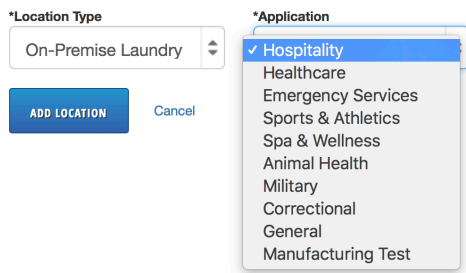 *Location Type
*Application
On-Premise Laundry
✓ Hospitality
Healthcare
ADD LOCATION
Cancel
Emergency Services
Sports & Athletics
Spa & Wellness
Animal Health
Military
Correctional
General
Manufacturing Test